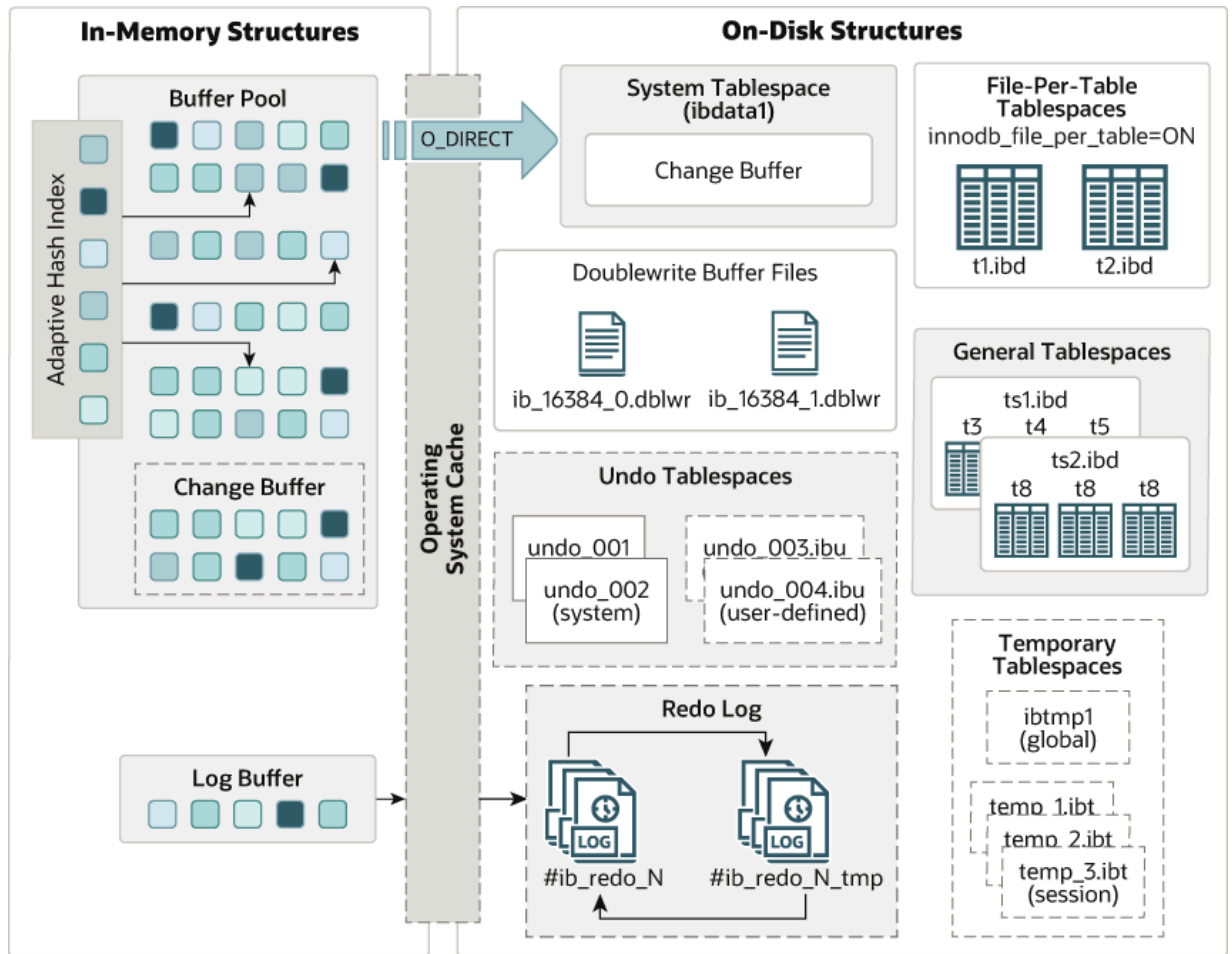 In-Memory Structures
Buffer Pool
Adaptive Hash Index
Change Buffer
Log Buffer
Operating
System Cache
O_DIRECT
On-Disk Structures
System Tablespace
(ibdata1)
Change Buffer
Doublewrite Buffer Files
ib_16384_0.dblwr
ib_16384_1.dblwr
Undo Tablespaces
undo_001
undo_002
(system)
undo_003.ibu
undo_004.ibu
(user-defined)
Redo Log
LOG
LOG
#ib_redo_N
#ib_redo_N_tmp
File-Per-Table
Tablespaces
innodb_file_per_table=ON
t1.ibd
t2.ibd
General Tablespaces
ts1.ibd
t3 t4 t5
ts2.ibd
t8 t8 t8
Temporary
Tablespaces
ibtmp1
(global)
temp_1.ibt
temp_2.ibt
temp_3.ibt
(session)